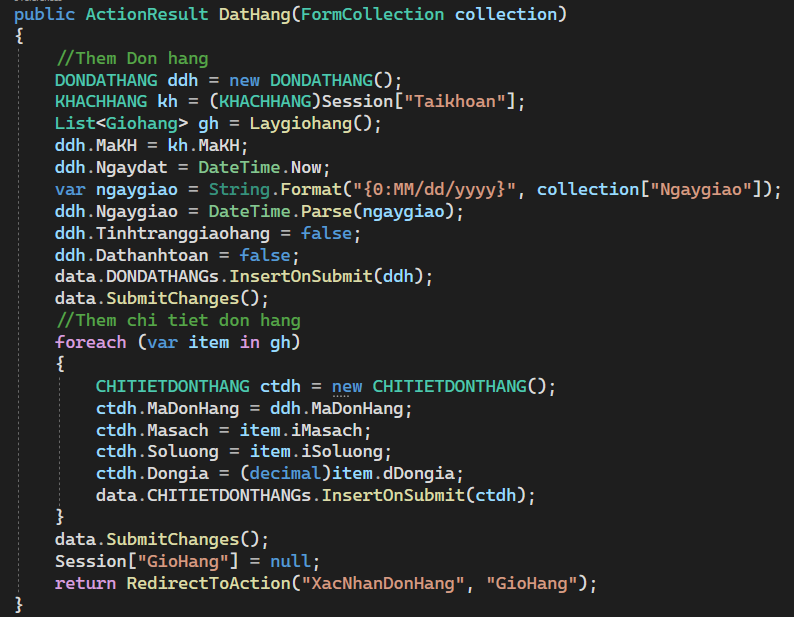 public ActionResult DatHang(FormCollection collection)
{
//Them Don hang
DONDATHANG ddh = new DONDATHANG();
KHACHHANG kh = (KHACHHANG)Session["Taikhoan"];
List<Giohang> gh = Laygiohang();
ddh.MaKH = kh.MaKH;
ddh.Ngaydat = DateTime.Now;
var ngaygiao = String.Format("{0:MM/dd/yyyy}", collection["Ngaygiao"]);
ddh.Ngaygiao = DateTime.Parse(ngaygiao);
ddh.Tinhtranggiaohang = false;
ddh.Dathanhtoan = false;
data.DONDATHANGs.InsertOnSubmit(ddh);
data.SubmitChanges();
//Them chi tiet don hang
foreach (var item in gh)
{
CHITIETDONTHANG ctdh = new CHITIETDONTHANG();
ctdh.MaDonHang = ddh.MaDonHang;
ctdh.Masach = item.iMasach;
ctdh.Soluong = item.iSoluong;
ctdh.Dongia = (decimal)item.dDongia;
data.CHITIETDONTHANGs.InsertOnSubmit(ctdh);
}
data.SubmitChanges();
Session["GioHang"] = null;
return RedirectToAction("XacNhanDonHang", "GioHang");
}